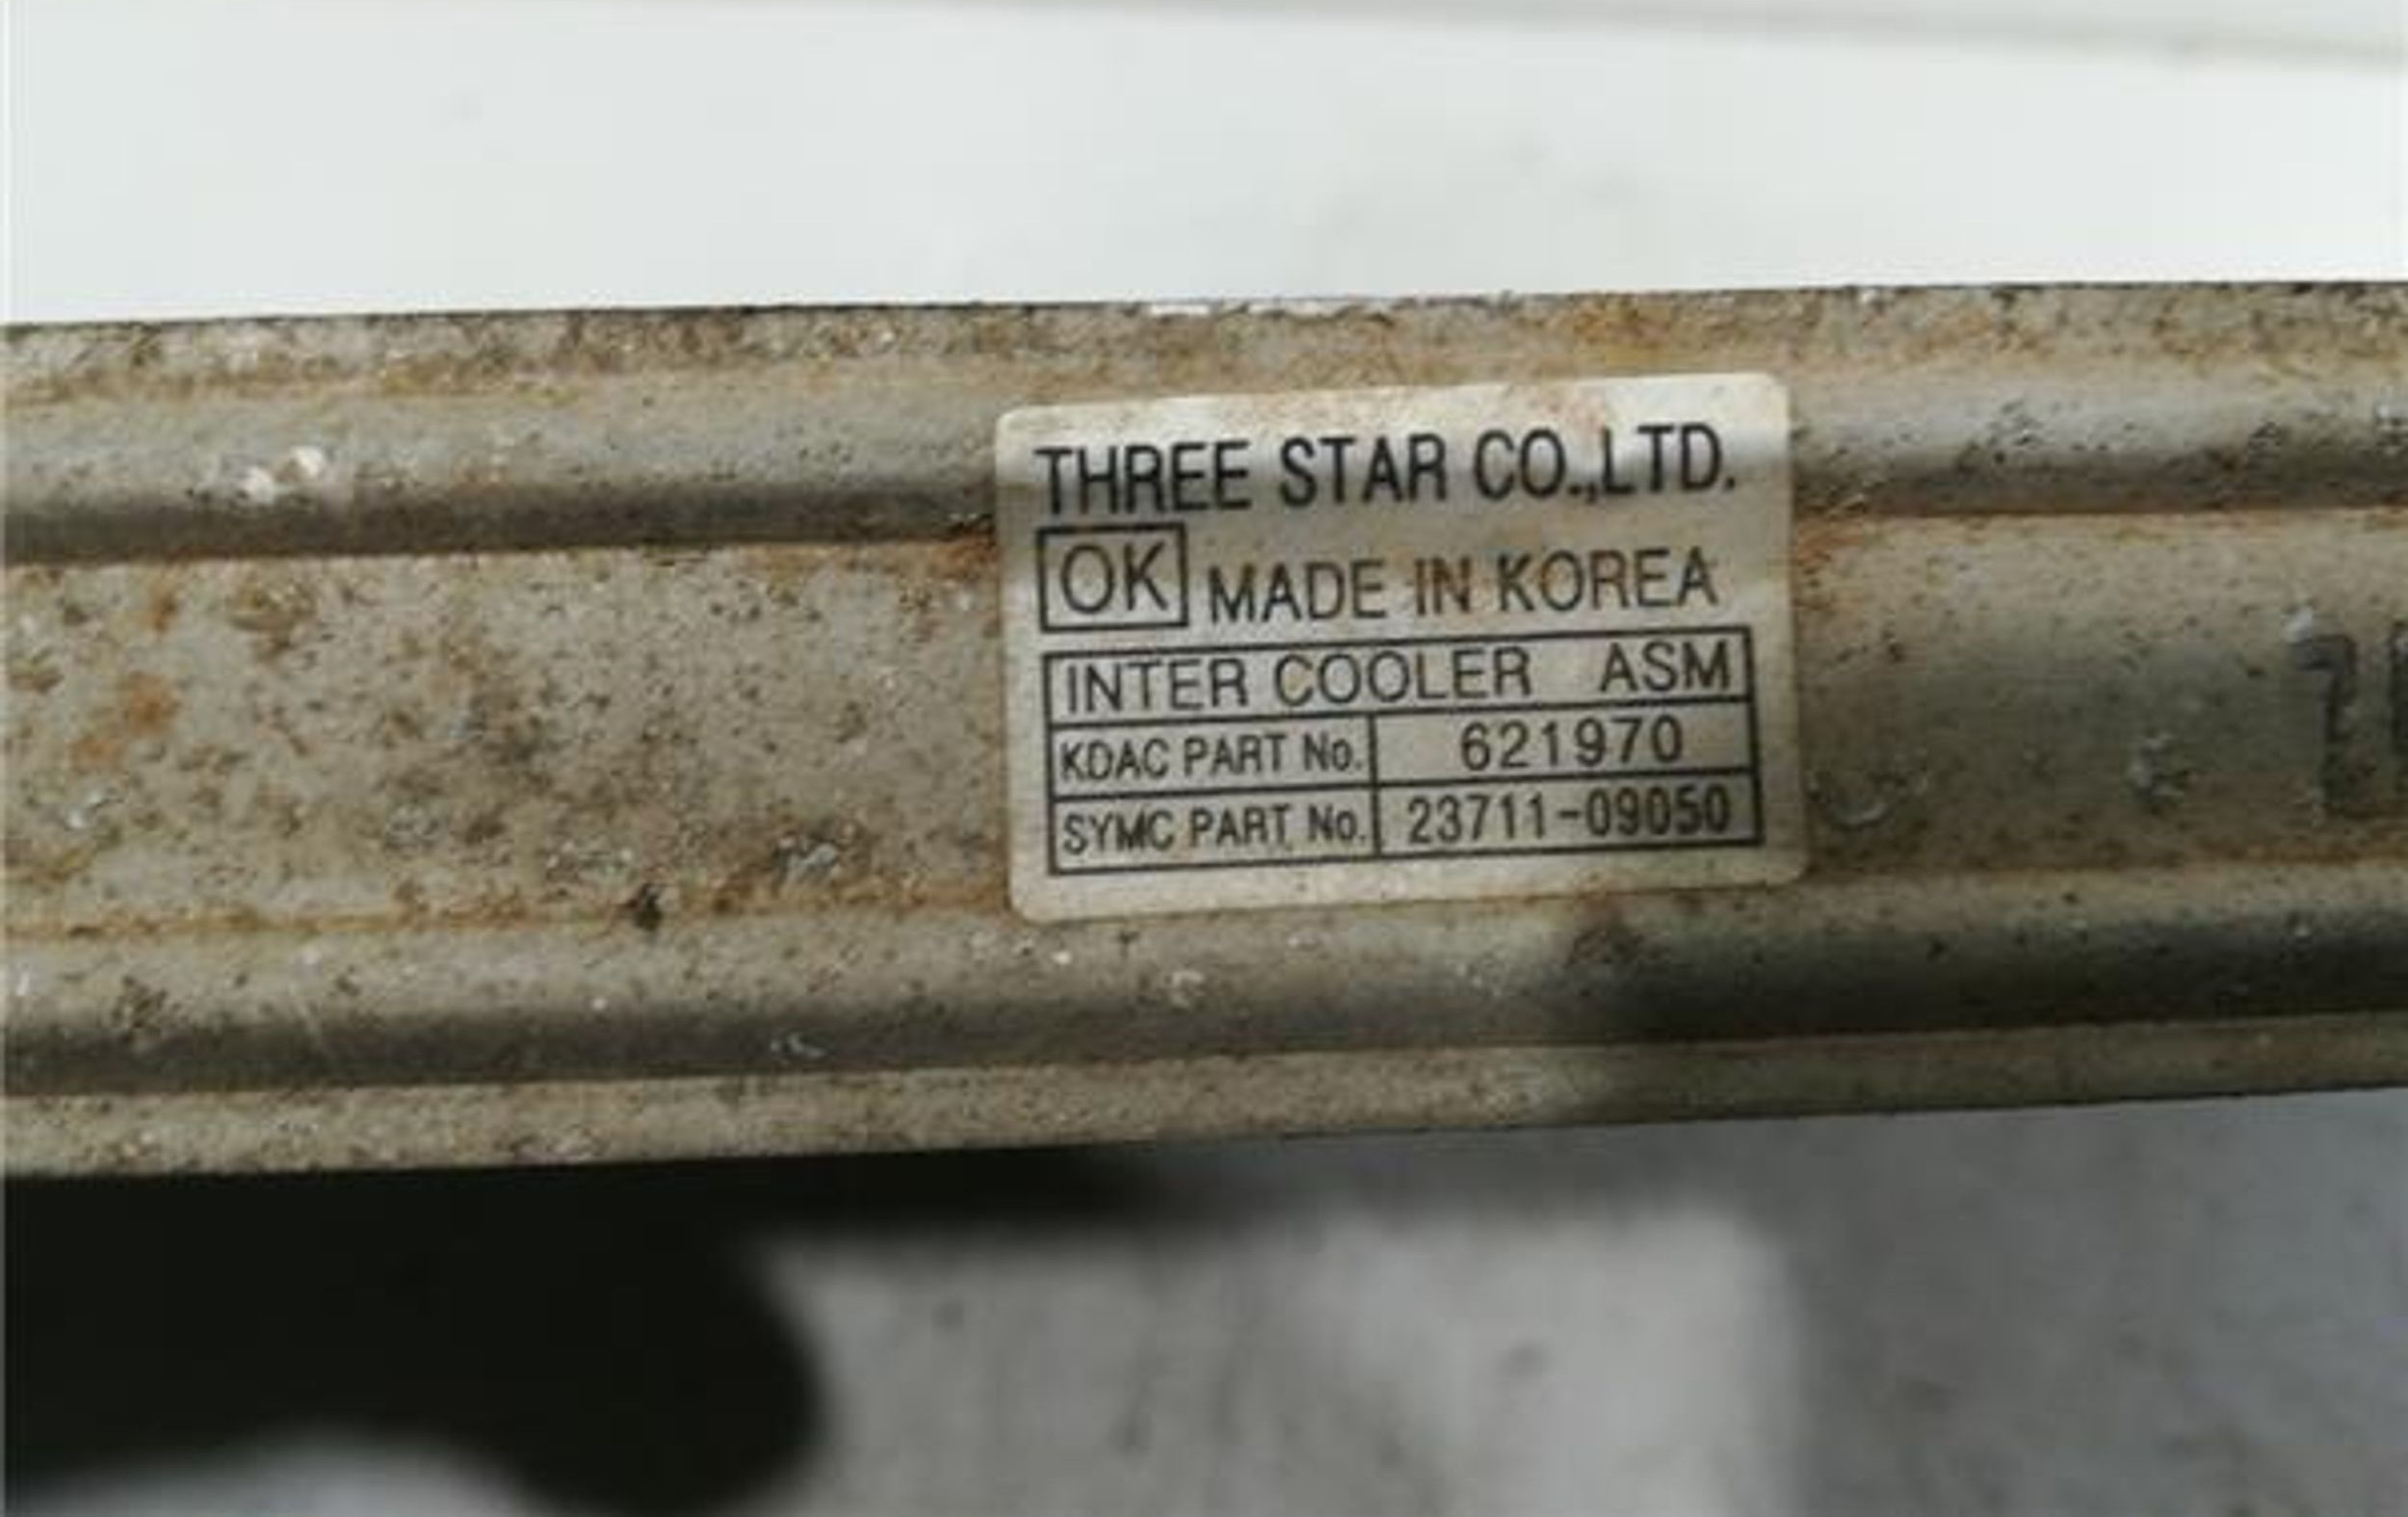 THREE STAR CO.,LTD.
OK MADE IN KOREA
INTER COOLER ASM
KDAC PART No. 621970
SYMC PART No. 23711-09050